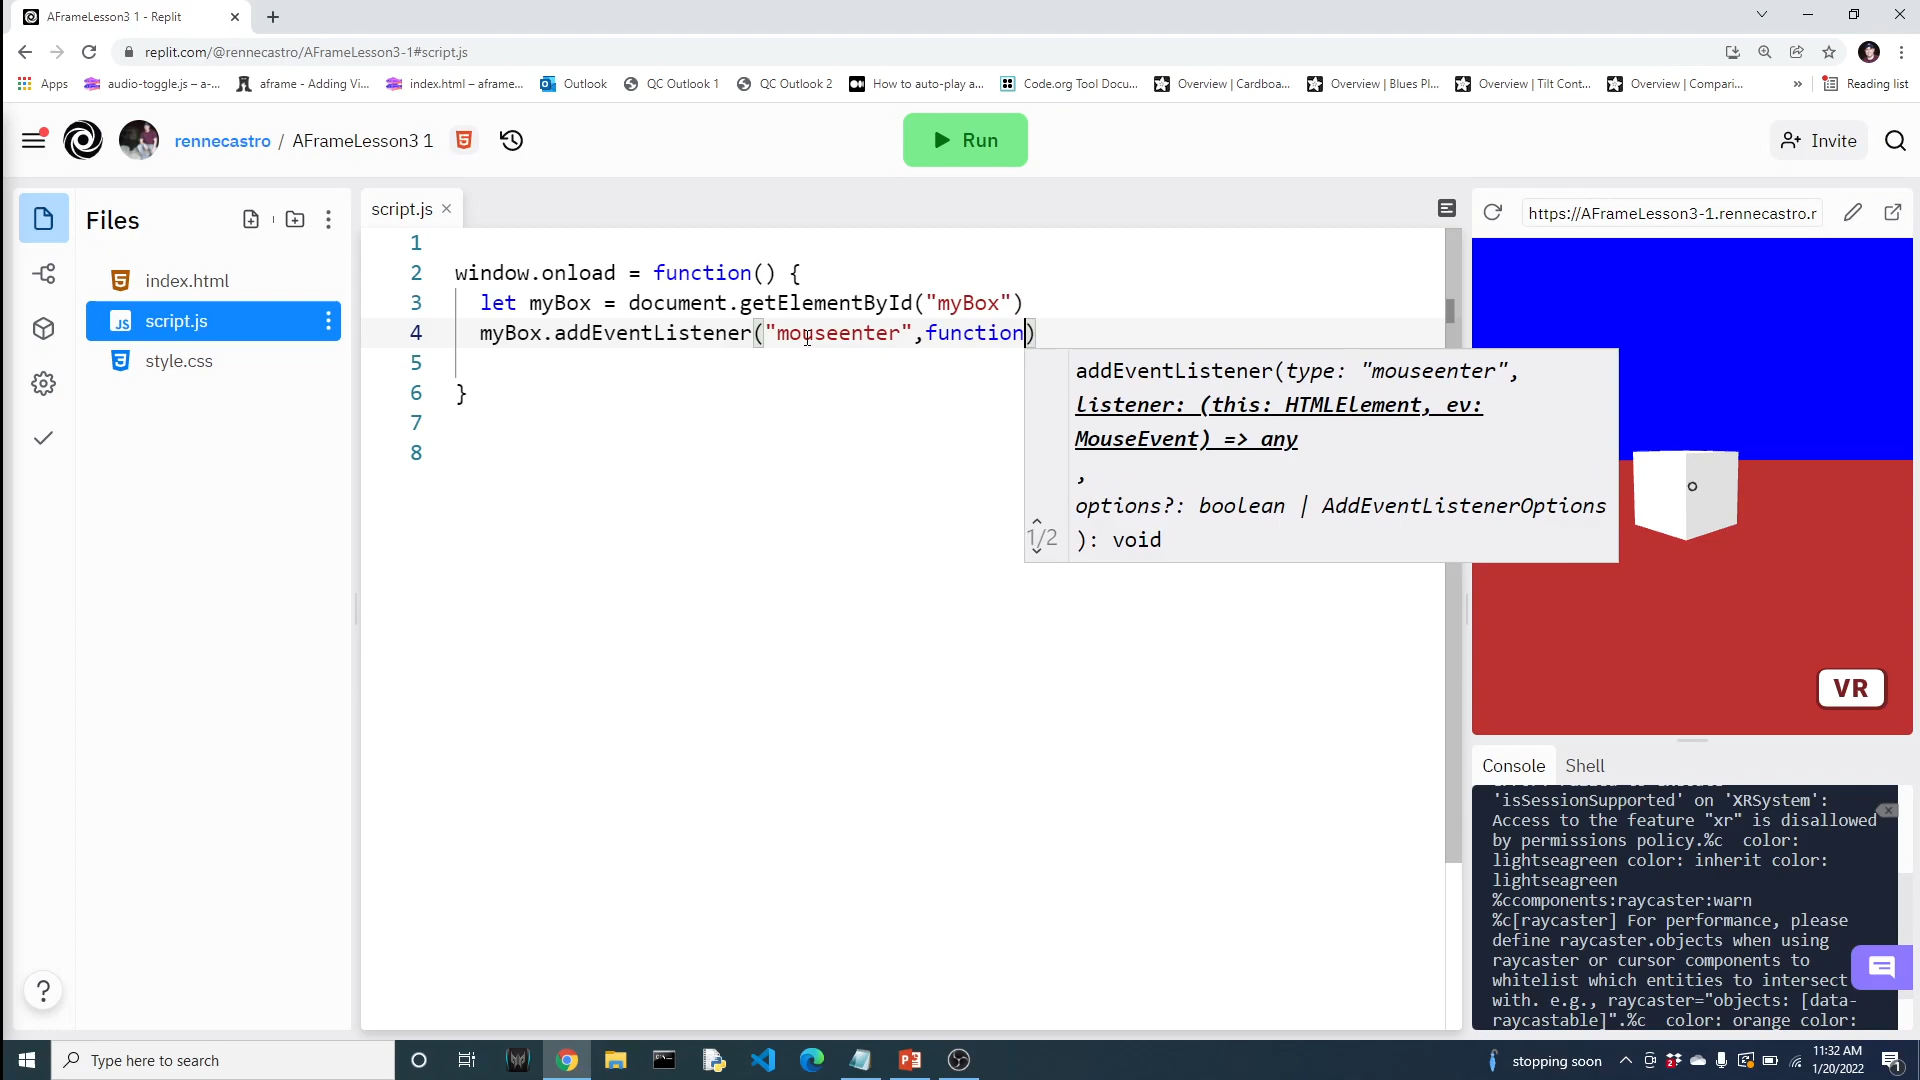 AFrameLesson3 1 - Replit
replit.com/@rennecastro/AFrameLesson3-1#script.js
Apps
audio-toggle.js – a-...
aframe - Adding Vi...
index.html – aframe...
Outlook
QC Outlook 1
QC Outlook 2
How to auto-play a...
Code.org Tool Docu...
Overview | Cardboa...
Overview | Blues Pl...
Overview | Tilt Cont...
Overview | Compari...
»
Reading list
rennecastro / AFrameLesson3 1
Run
Invite
Files
index.html
script.js
style.css
script.js
1
2 window.onload = function() {
3 let myBox = document.getElementById("myBox")
4 myBox.addEventListener("mouseenter",function)
5
6 }
7
8
addEventListener(type: "mouseenter",
listener: (this: HTMLElement, ev:
MouseEvent) => any
,
options?: boolean | AddEventListenerOptions
1/2 ): void
https://AFrameLesson3-1.rennecastro.r
VR
Console Shell
'isSessionSupported' on 'XRSystem':
Access to the feature "xr" is disallowed
by permissions policy.%c color:
lightseagreen color: inherit color:
lightseagreen
%ccomponents:raycaster:warn
%c[raycaster] For performance, please
define raycaster.objects when using
raycaster or cursor components to
whitelist which entities to intersect
with. e.g., raycaster="objects: [data-
raycastable]".%c color: orange color:
?
Type here to search
stopping soon
11:32 AM
1/20/2022
1